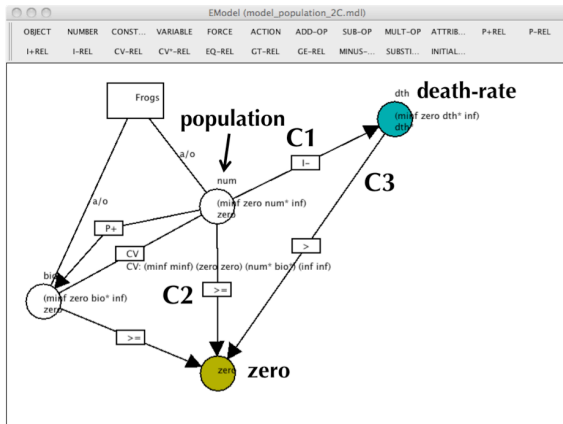 EModel (model_population_2C.mdl)
OBJECT NUMBER CONST... VARIABLE FORCE ACTION ADD-OP SUB-OP MULT-OP ATTRIB... P+REL P-REL
I+REL I-REL CV-REL CV*-REL EQ-REL GT-REL GE-REL MINUS-... SUBSTI... INITIAL...
Frogs
dth death-rate
(minf zero dth* inf)
dth*
population
C1
a/o
I-
num
C3
a/o
(minf zero num* inf)
zero
P+
CV
>
CV: (minf minf) (zero zero) (num* bio*) (inf inf)
bio
C2
>=
(minf zero bio* inf)
zero
>=
zero zero